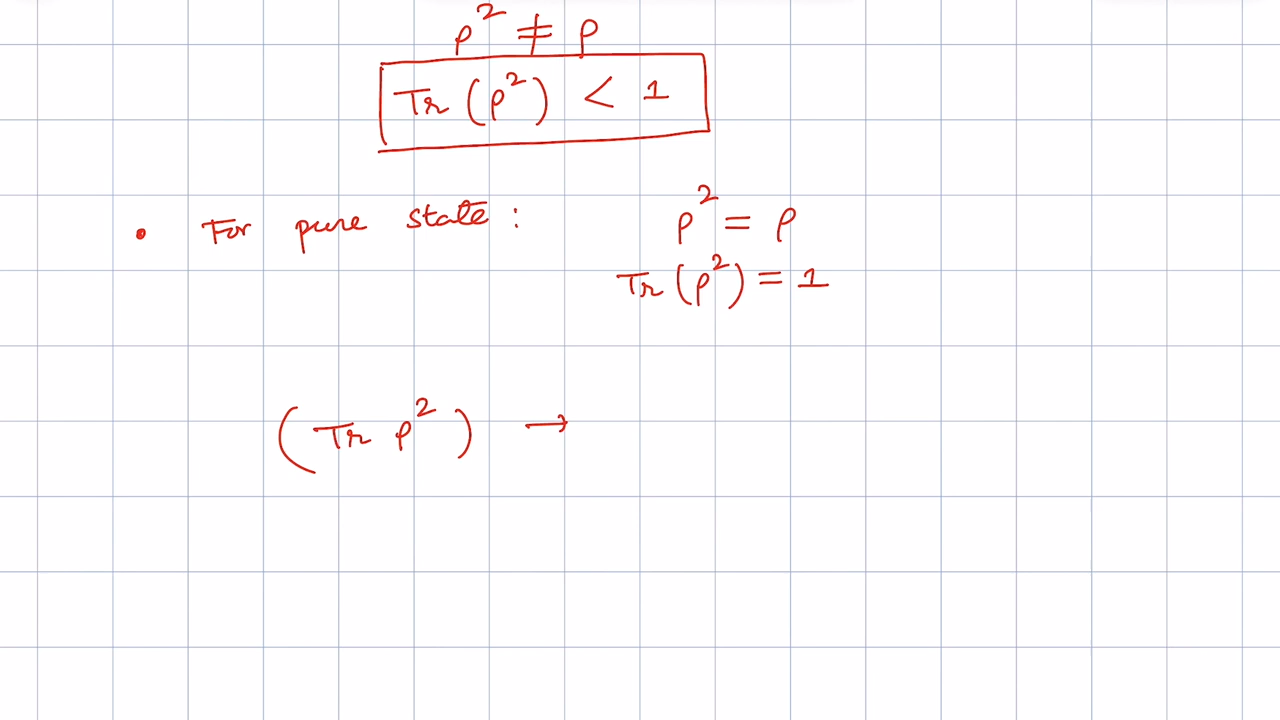 ρ² ≠ ρ
Tr (ρ²) < 1
• For pure state : ρ² = ρ
Tr (ρ²) = 1
(Tr ρ²) →